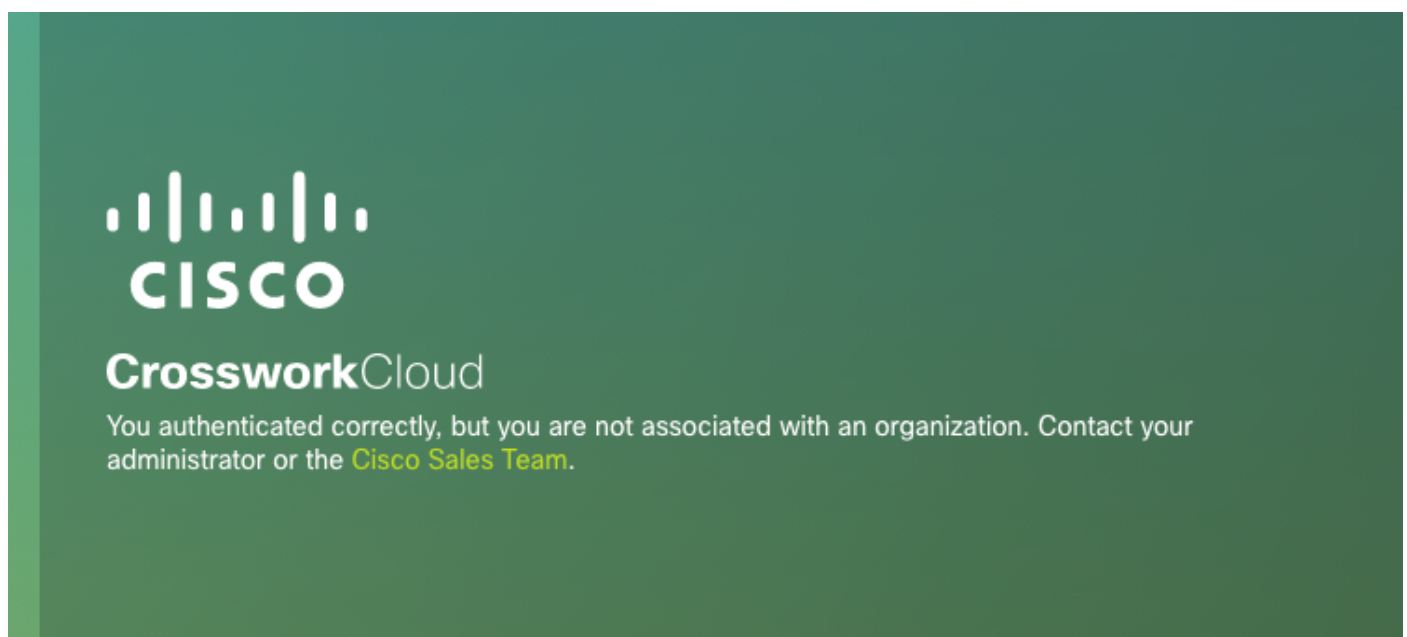 CISCO
CrossworkCloud
You authenticated correctly, but you are not associated with an organization. Contact your
administrator or the Cisco Sales Team.